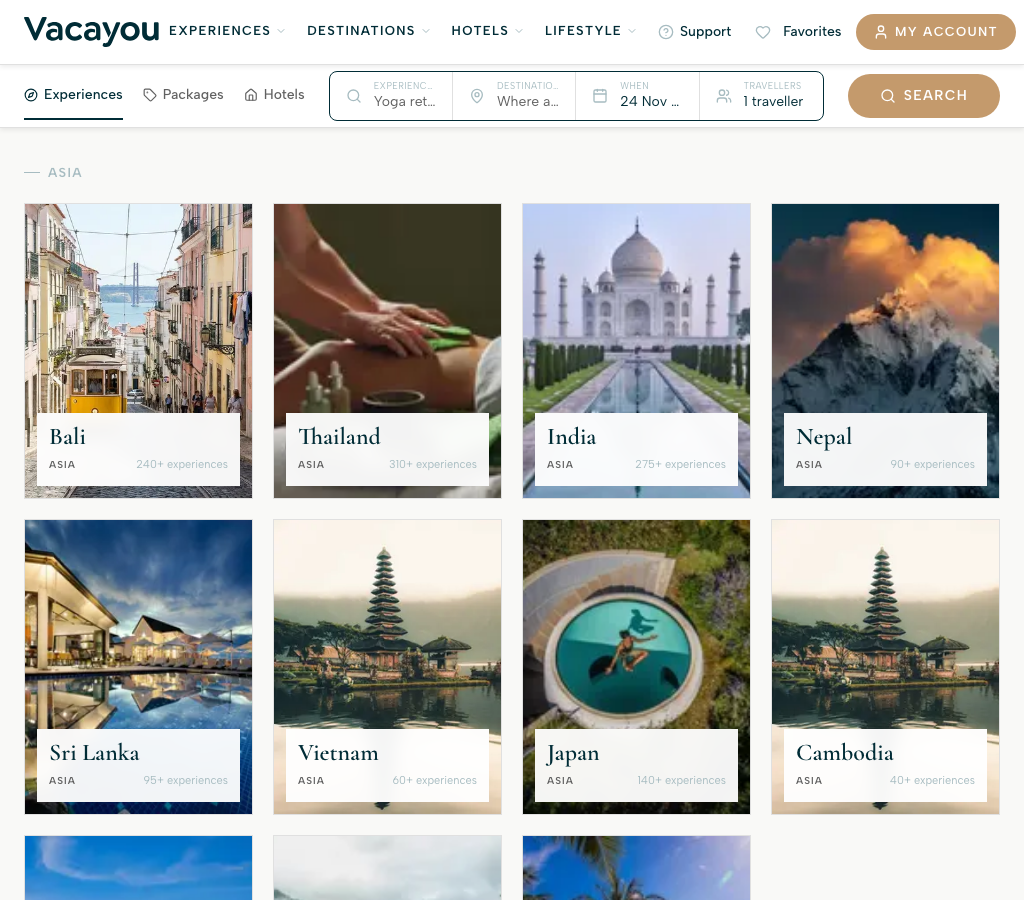 Vacayou
EXPERIENCES
DESTINATIONS
HOTELS
LIFESTYLE
Support
Favorites
MY ACCOUNT
Experiences
Packages
Hotels
EXPERIENC...
Yoga ret...
DESTINATIO...
Where a...
WHEN
24 Nov ...
TRAVELLERS
1 traveller
SEARCH
ASIA
Bali
ASIA
240+ experiences
Thailand
ASIA
310+ experiences
India
ASIA
275+ experiences
Nepal
ASIA
90+ experiences
Sri Lanka
ASIA
95+ experiences
Vietnam
ASIA
60+ experiences
Japan
ASIA
140+ experiences
Cambodia
ASIA
40+ experiences